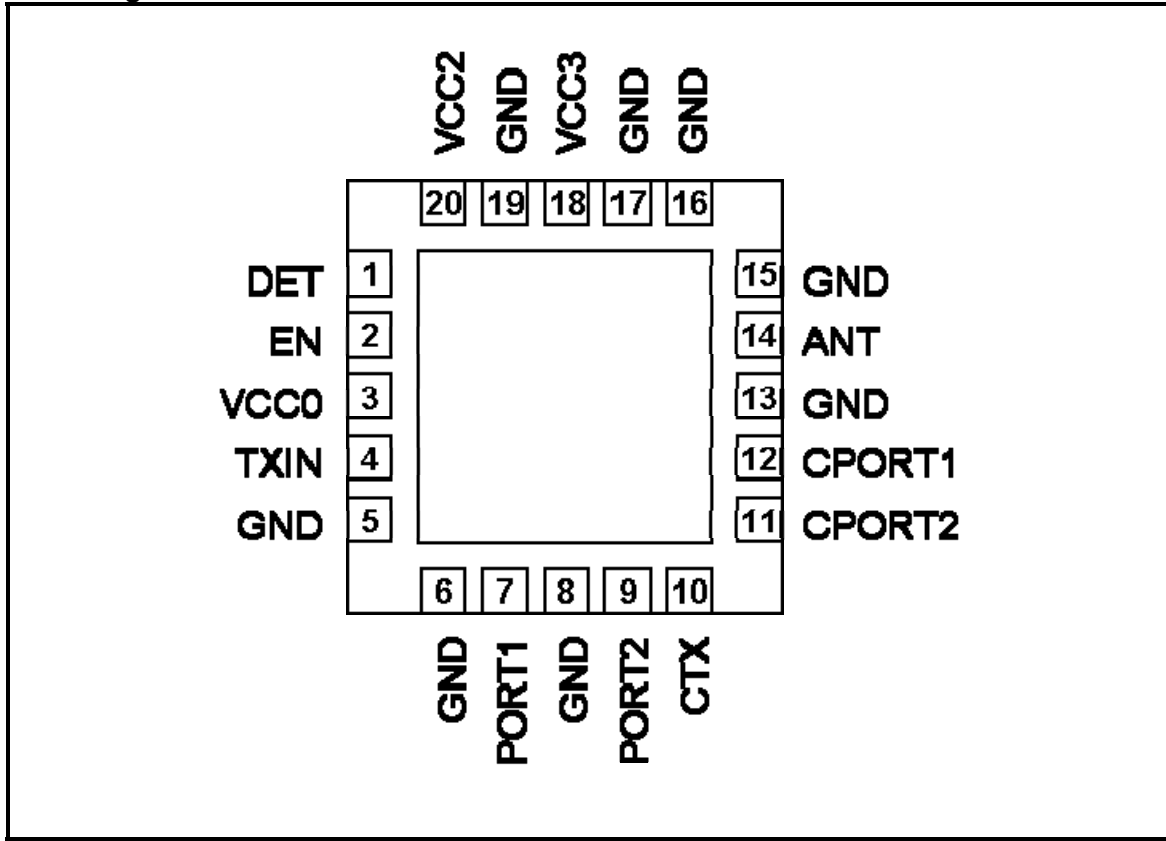 VCC2 GND VCC3 GND GND
20 19 18 17 16
DET 1 15 GND
EN 2 14 ANT
VCC0 3 13 GND
TXIN 4 12 CPORT1
GND 5 11 CPORT2
6 7 8 9 10
GND PORT1 GND PORT2 CTX